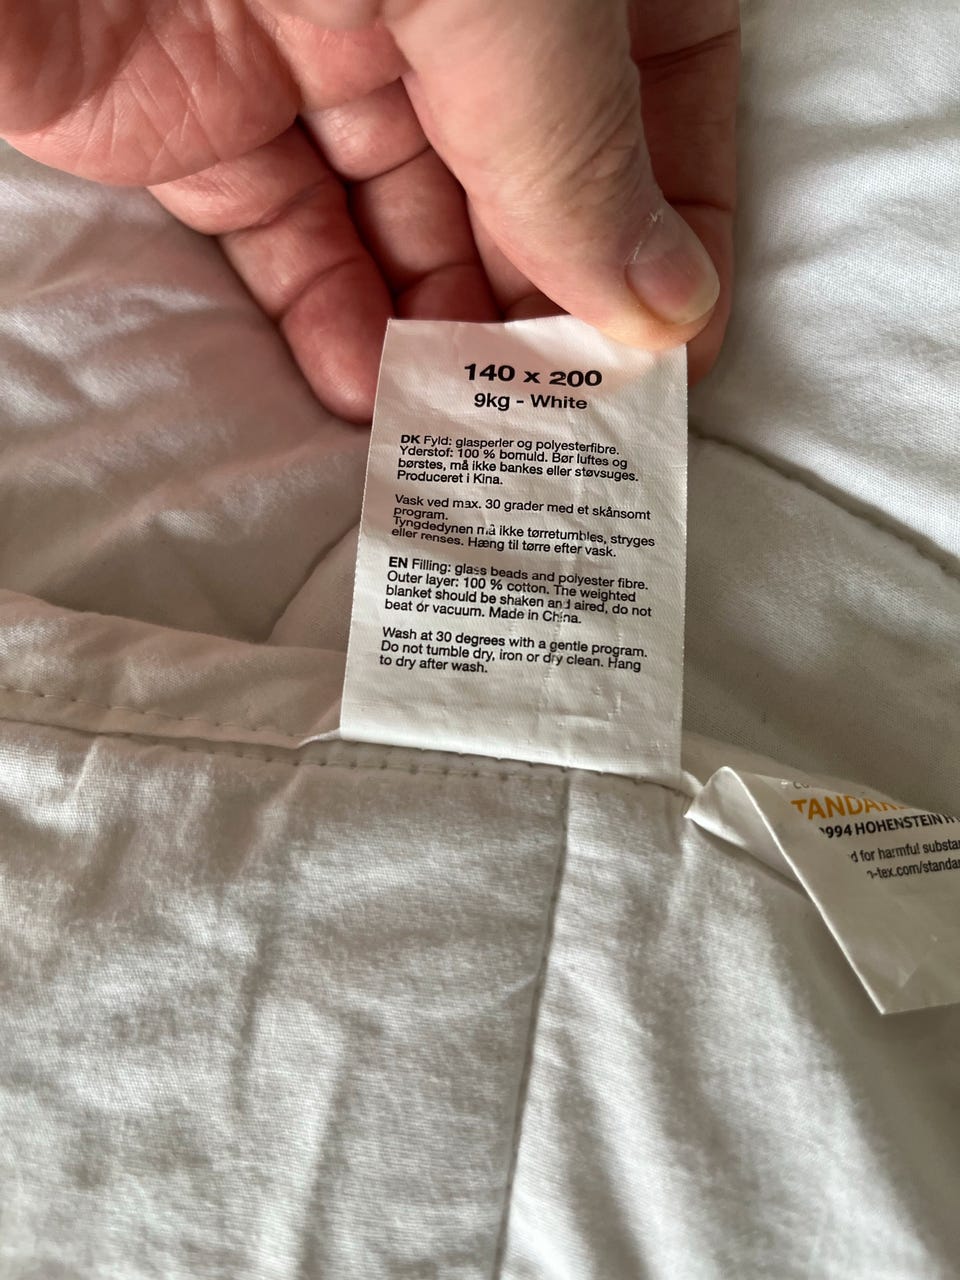 140 x 200
9kg - White
DK Fyld: glasperler og polyesterfibre.
Yderstof: 100 % bomuld. Bør luftes og
børstes, må ikke bankes eller støvsuges.
Produceret i Kina.
Vask ved max. 30 grader med et skånsomt
program.
Tyngdedynen må ikke tørretumbles, stryges
eller renses. Hæng til tørre efter vask.
EN Filling: glass beads and polyester fibre.
Outer layer: 100 % cotton. The weighted
blanket should be shaken and aired, do not
beat or vacuum. Made in China.
Wash at 30 degrees with a gentle program.
Do not tumble dry, iron or dry clean. Hang
to dry after wash.
HOHENSTEIN
for harmful